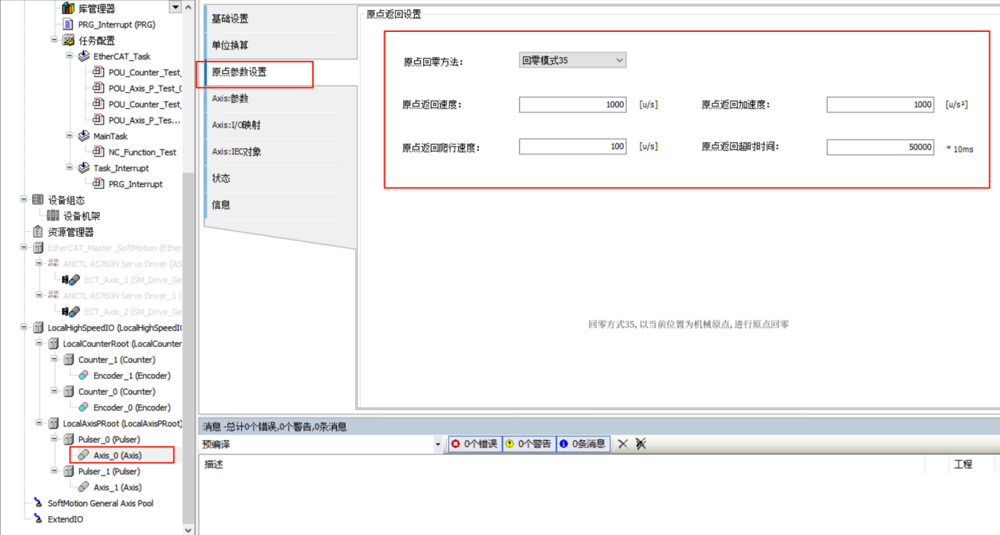 库管理器
PRG_Interrupt (PRG)
任务配置
EtherCAT_Task
POU_Counter_Test_
POU_Axis_P_Test_0
POU_Counter_Test_
POU_Axis_P_Tes...
MainTask
NC_Function_Test
Task_Interrupt
PRG_Interrupt
设备组态
设备机架
资源管理器
EtherCAT_Master_SoftMotion (Ether
ANCTL AS760N Servo Driver (AS
ECT_Axis_1 (SM_Drive_Ge
ANCTL AS760N Servo Driver_1 (
ECT_Axis_2 (SM_Drive_Ge
LocalHighSpeedIO (LocalHighSpeedIO
LocalCounterRoot (LocalCounter
Counter_1 (Counter)
Encoder_1 (Encoder)
Counter_0 (Counter)
Encoder_0 (Encoder)
LocalAxisPRoot (LocalAxisPRoot)
Pulser_0 (Pulser)
Axis_0 (Axis)
Pulser_1 (Pulser)
Axis_1 (Axis)
SoftMotion General Axis Pool
ExtendIO
基础设置
单位换算
原点参数设置
Axis:参数
Axis:I/O映射
Axis:IEC对象
状态
信息
原点返回设置
原点回零方法: 回零模式35
原点返回速度: 1000 [u/s] 原点返回加速度: 1000 [u/s²]
原点返回爬行速度: 100 [u/s] 原点返回超时时间: 50000 * 10ms
回零方式35,以当前位置为机械原点,进行原点回零
消息 -总计0个错误,0个警告,0条消息
预编译 0个错误 0个警告 0条消息
描述 工程